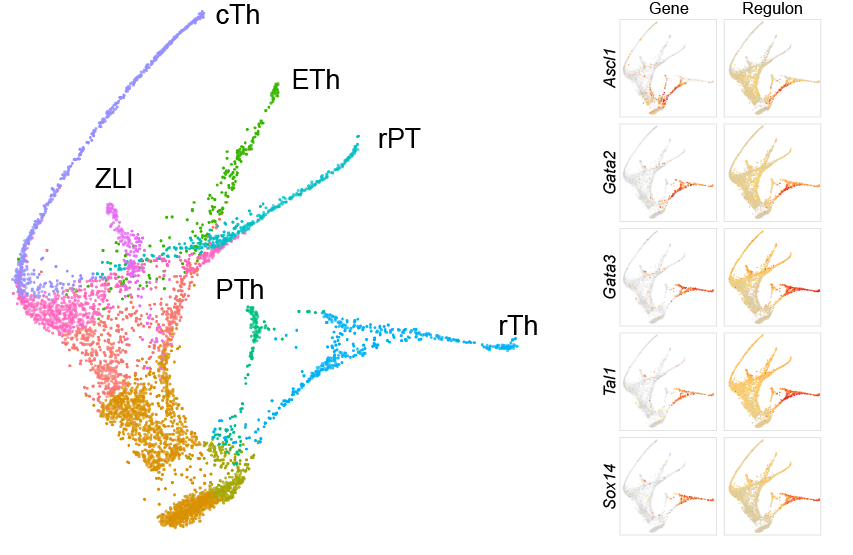 cTh
ETh
rPT
ZLI
PTh
rTh
Gene Regulon
Ascl1
Gata2
Gata3
Tal1
Sox14